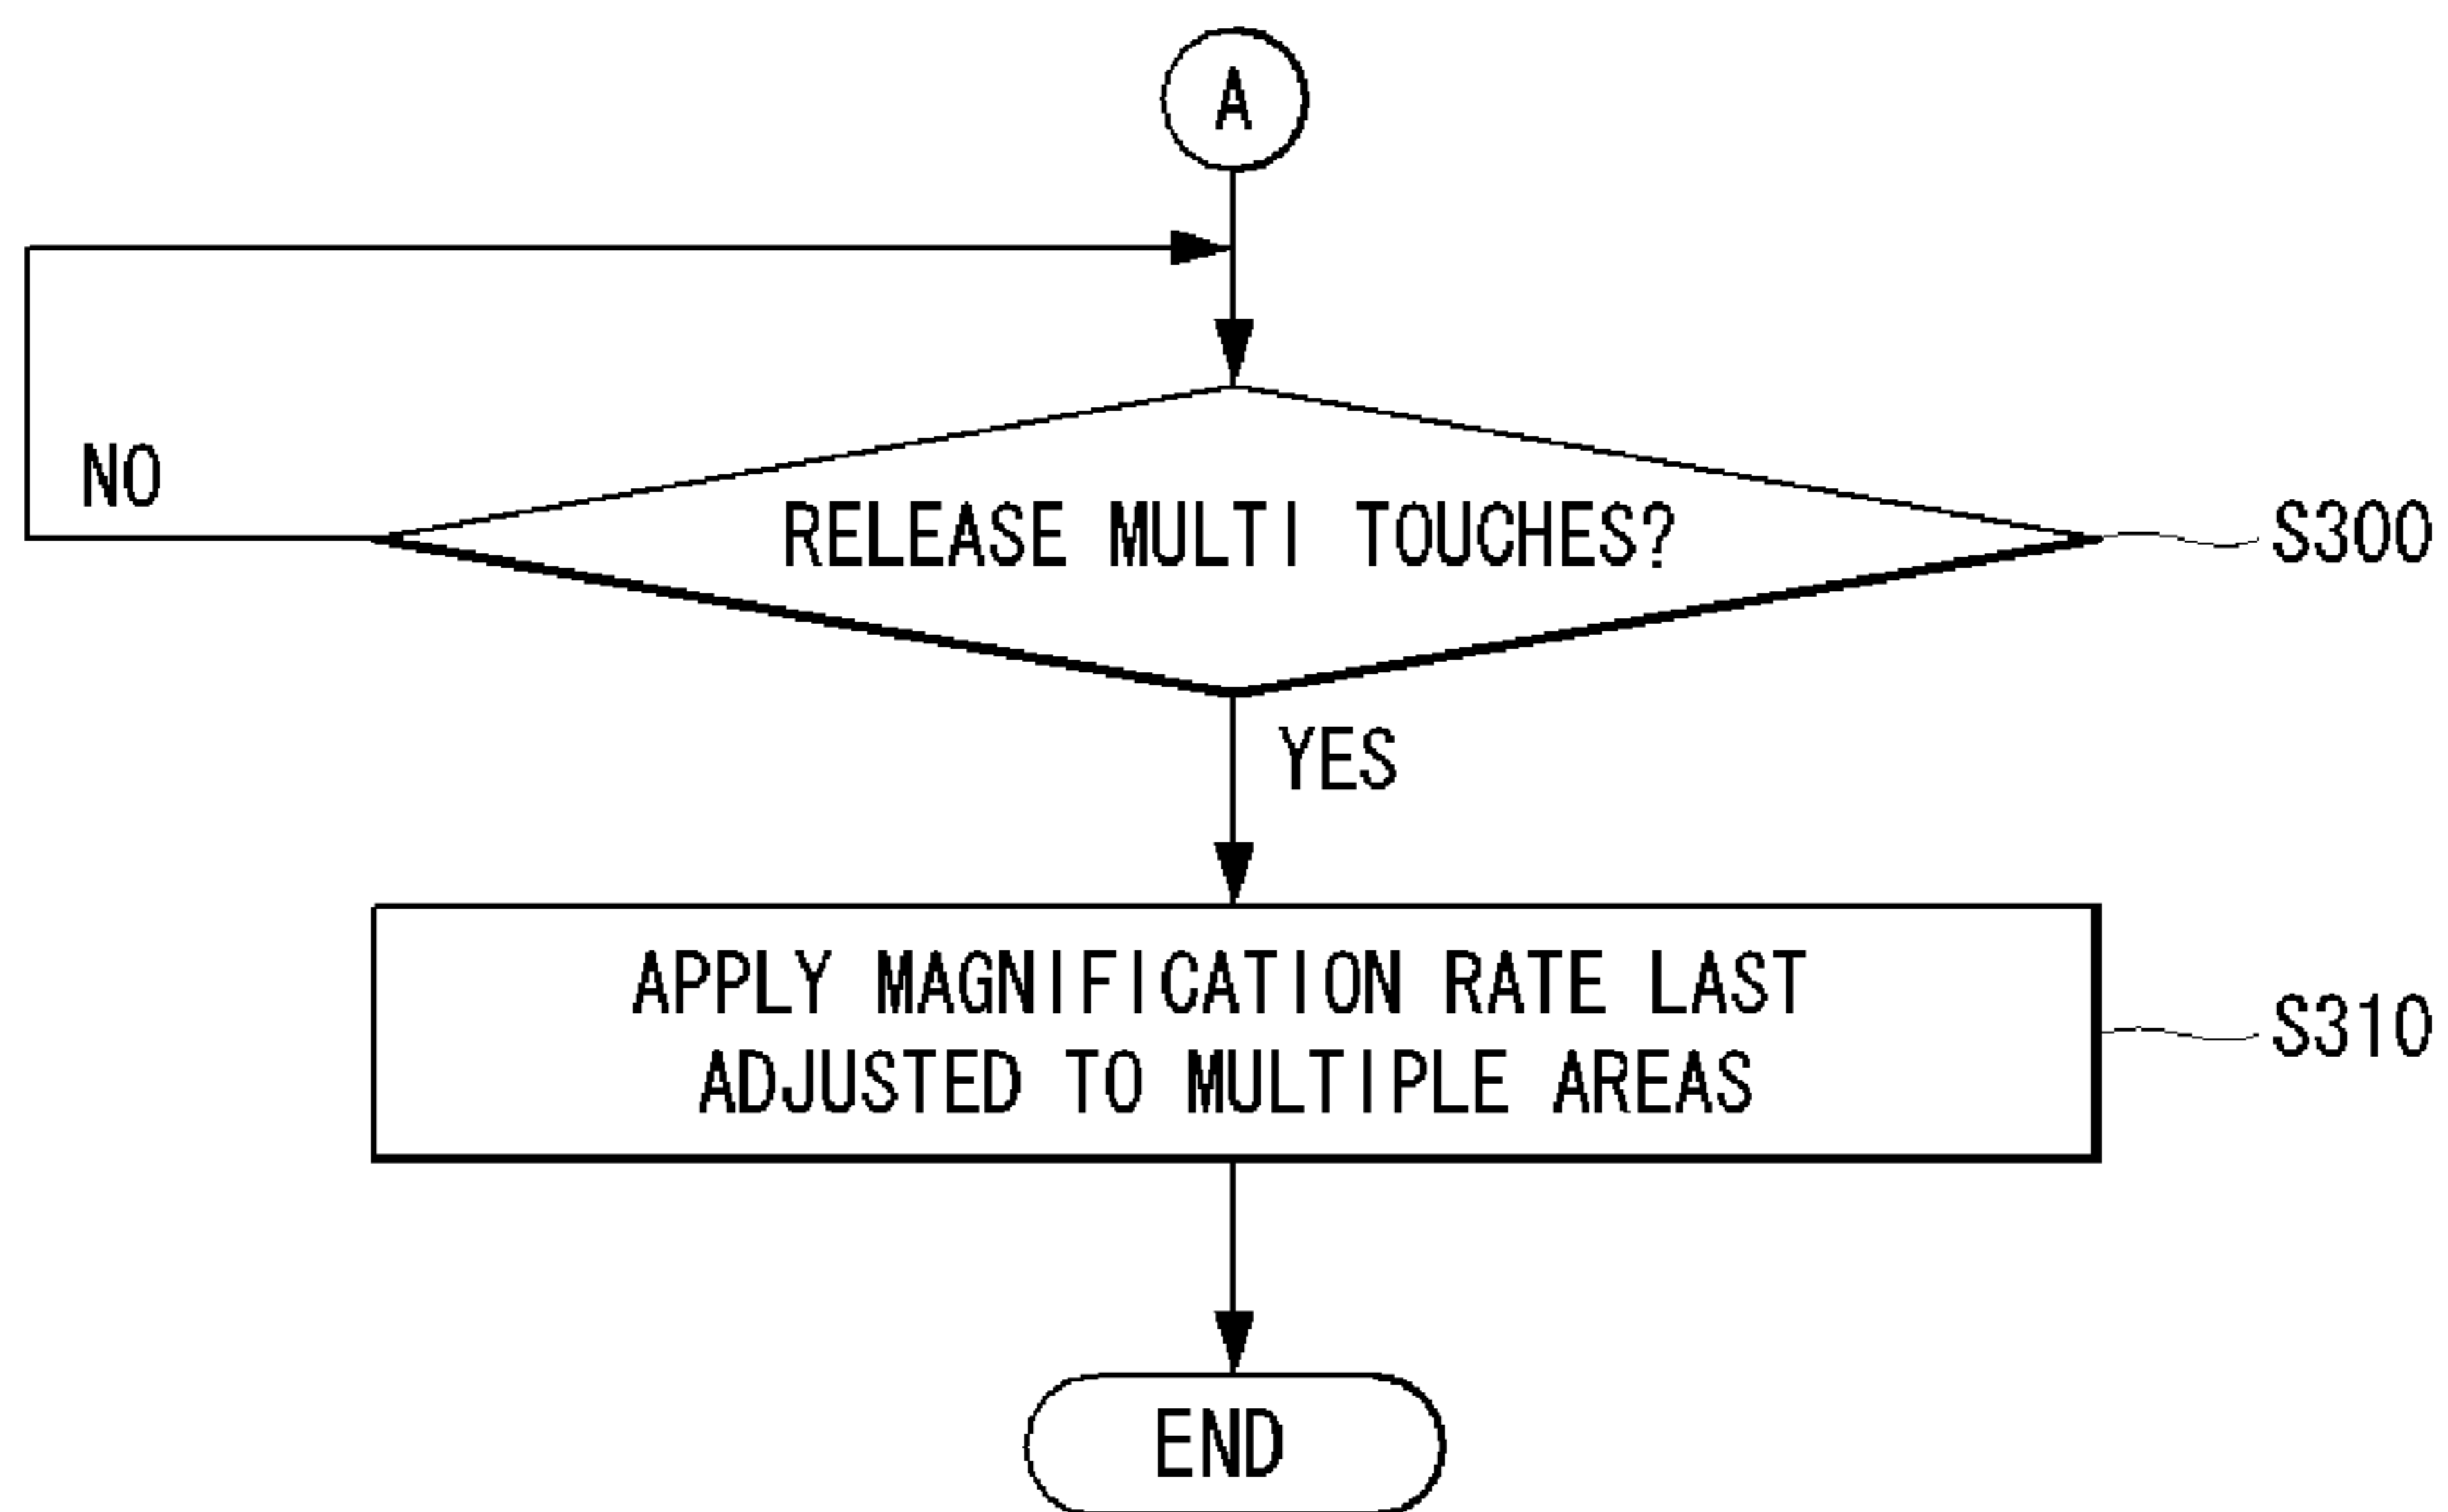 A
NO
RELEASE MULTI TOUCHES?
S300
YES
APPLY MAGNIFICATION RATE LAST
ADJUSTED TO MULTIPLE AREAS
S310
END